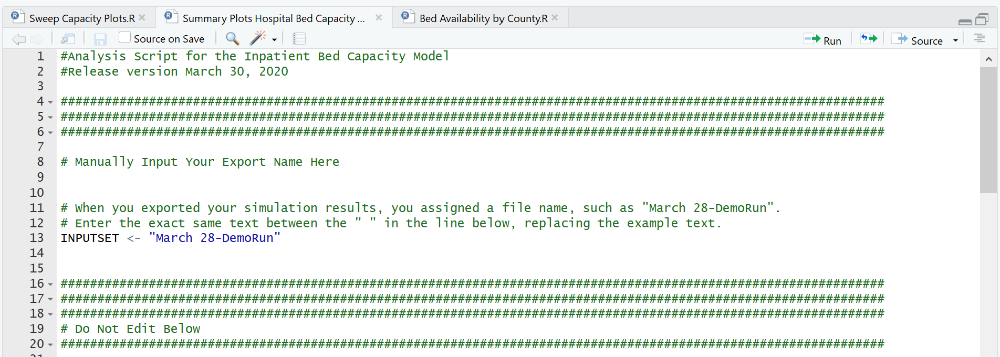 Sweep Capacity Plots.R
Summary Plots Hospital Bed Capacity ...
Bed Availability by County.R
Source on Save
Run
Source
1 #Analysis Script for the Inpatient Bed Capacity Model
2 #Release version March 30, 2020
3
4 ################################################################################################################
5 ################################################################################################################
6 ################################################################################################################
7
8 # Manually Input Your Export Name Here
9
10
11 # When you exported your simulation results, you assigned a file name, such as "March 28-DemoRun".
12 # Enter the exact same text between the " " in the line below, replacing the example text.
13 INPUTSET <- "March 28-DemoRun"
14
15
16 ################################################################################################################
17 ################################################################################################################
18 ################################################################################################################
19 # Do Not Edit Below
20 ################################################################################################################